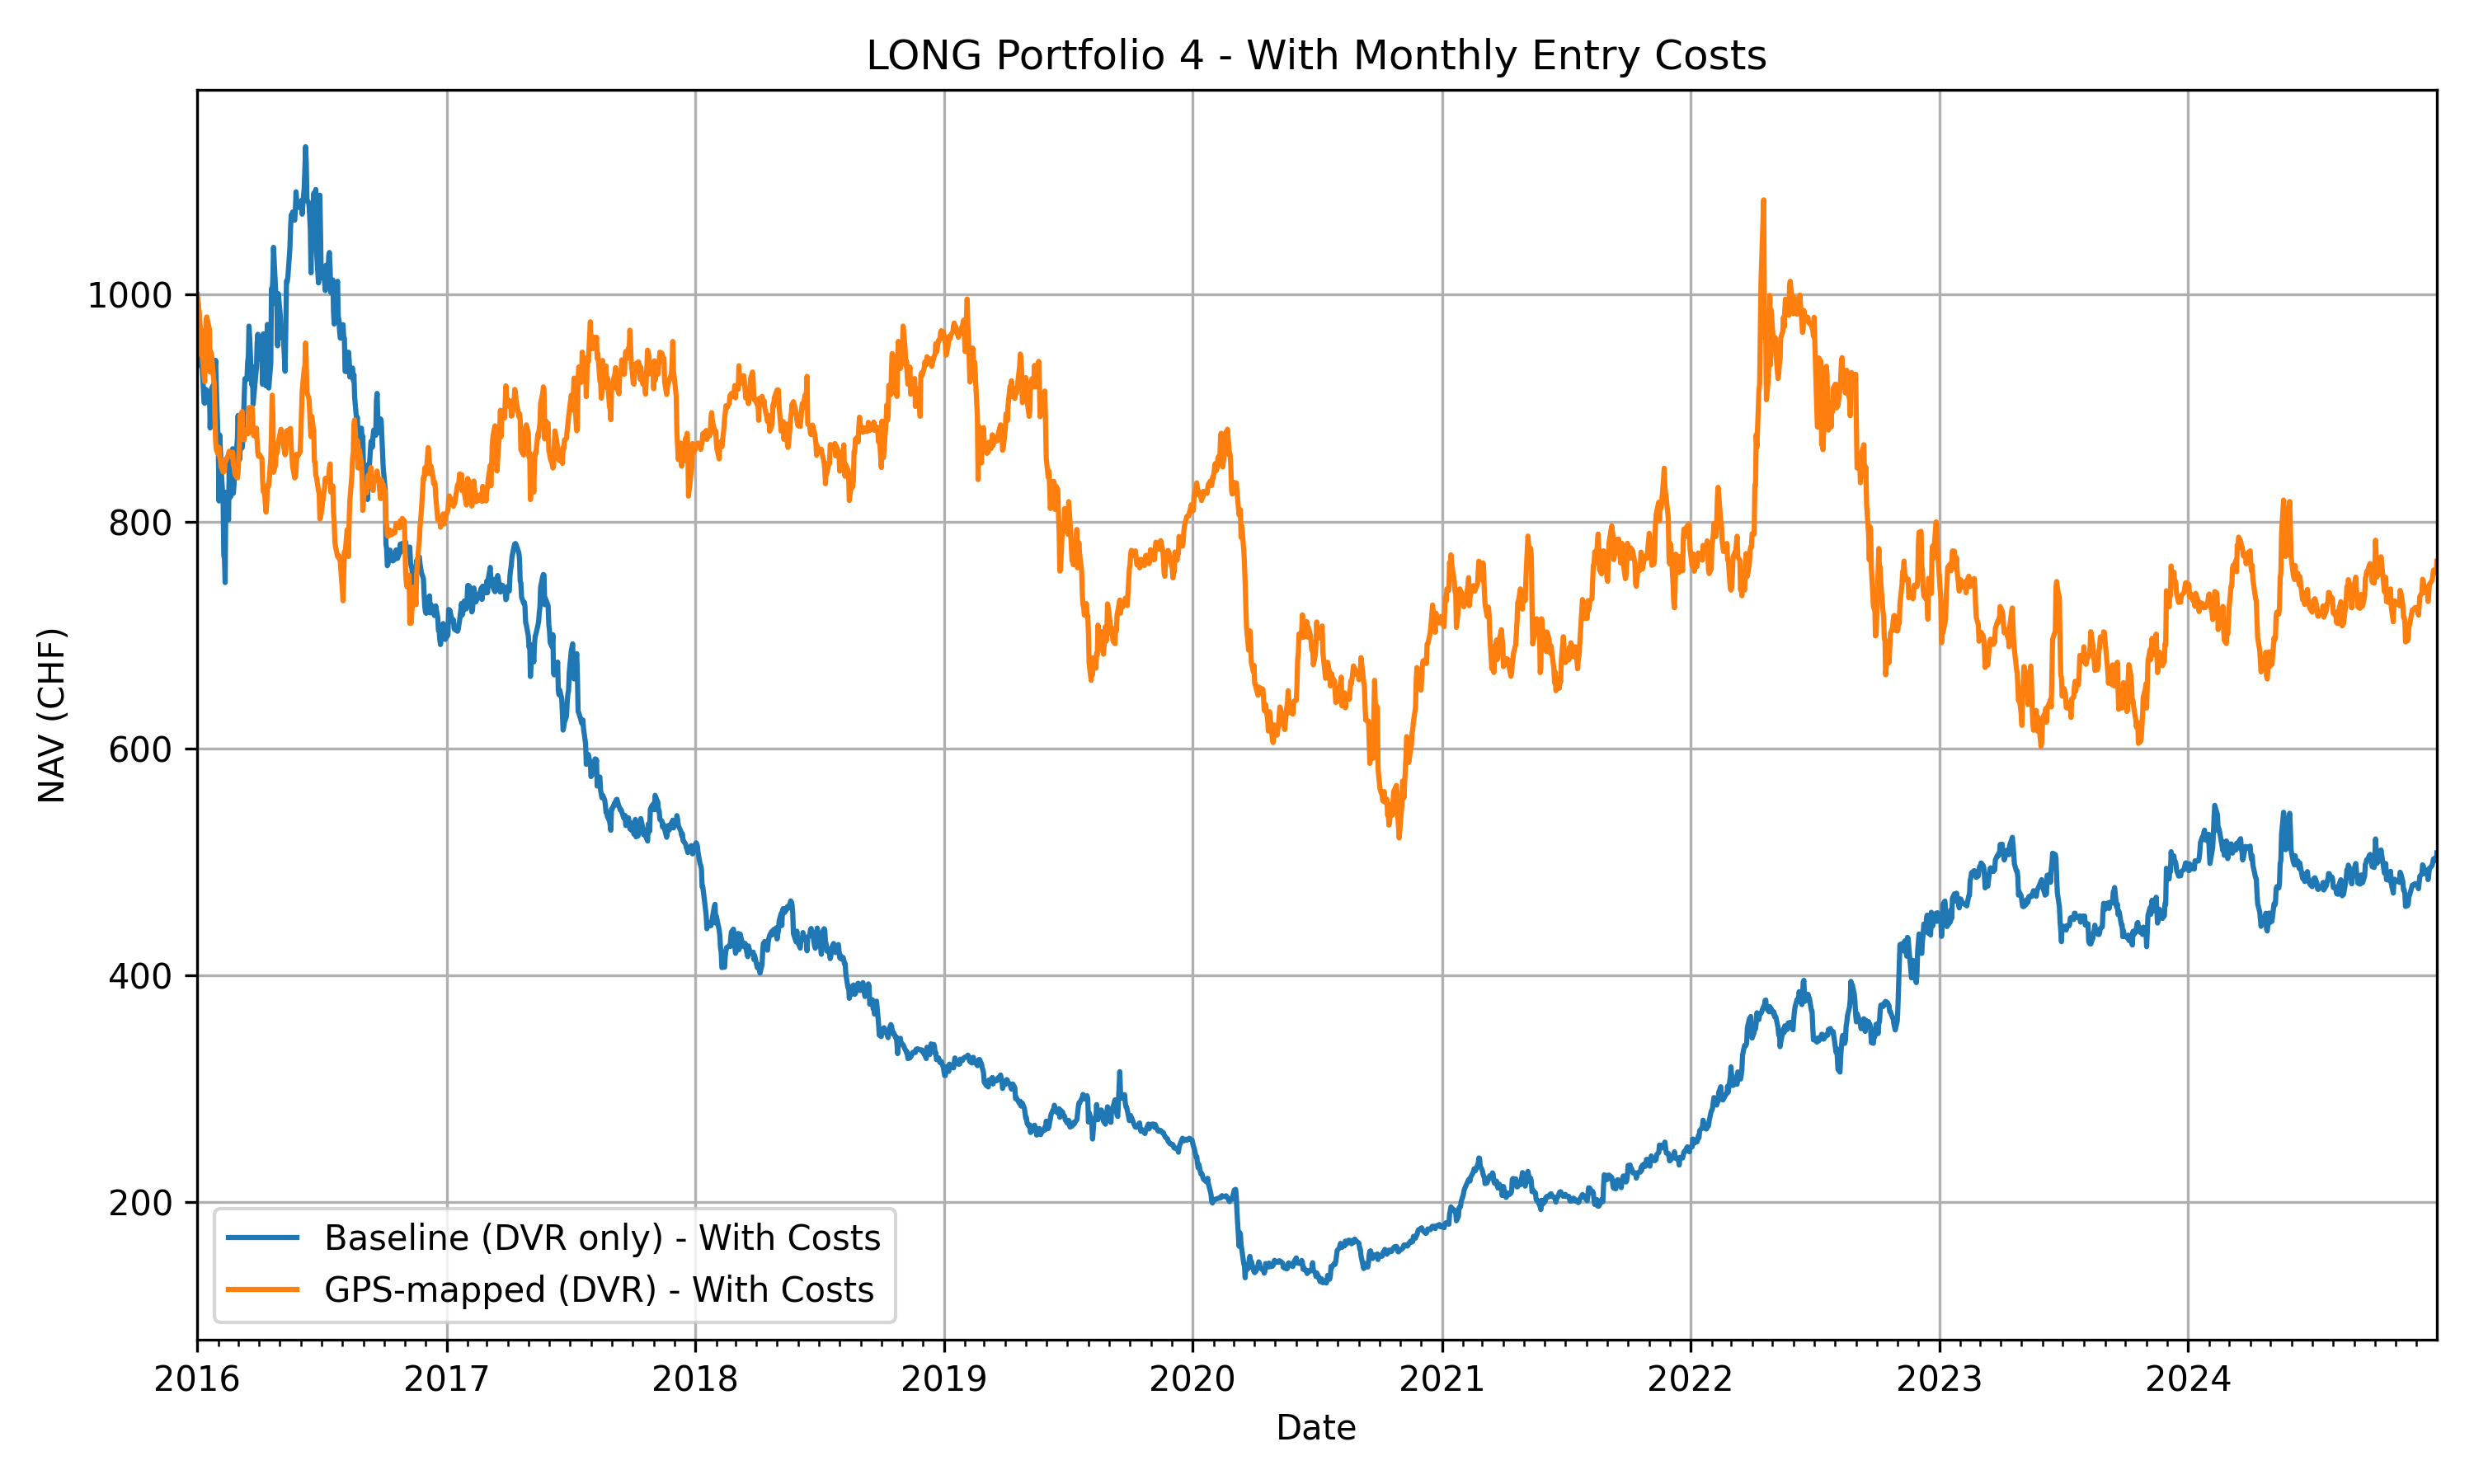 LONG Portfolio 4 - With Monthly Entry Costs
NAV (CHF)
1000
800
600
400
200
Baseline (DVR only) - With Costs
GPS-mapped (DVR) - With Costs
2016 2017 2018 2019 2020 2021 2022 2023 2024
Date